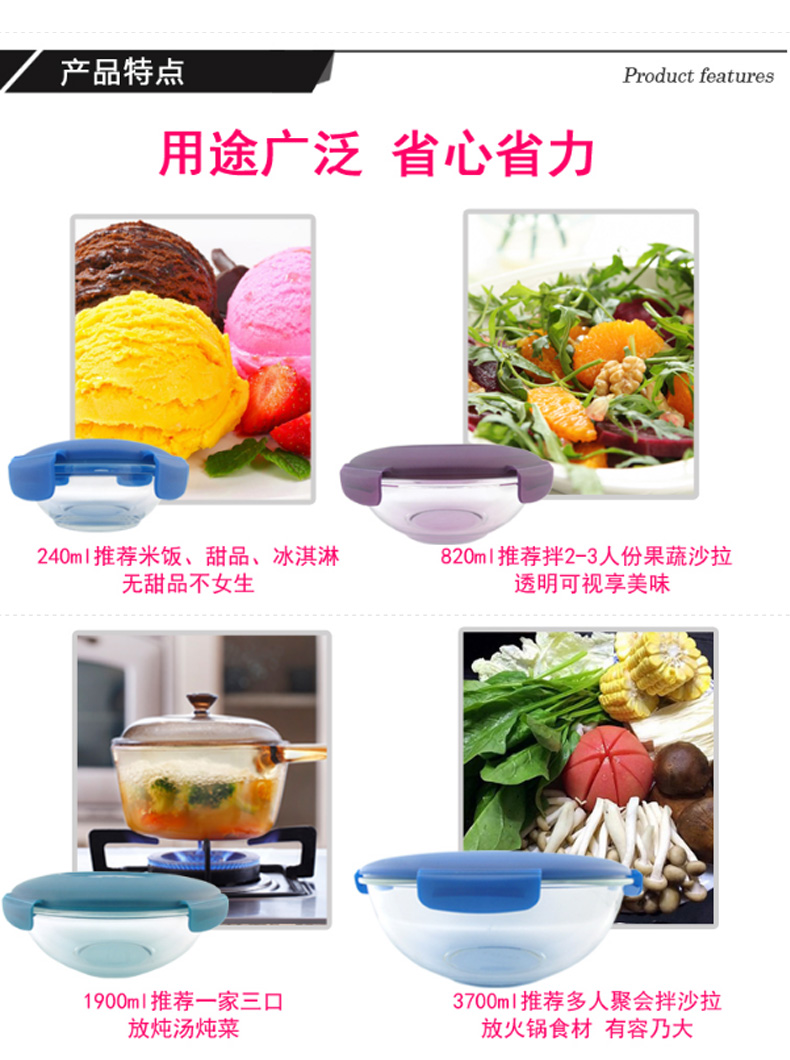 产品特点
Product features
用途广泛 省心省力
240ml推荐米饭、甜品、冰淇淋
无甜品不女生
820ml推荐拌2-3人份果蔬沙拉
透明可视享美味
1900ml推荐一家三口
放炖汤炖菜
3700ml推荐多人聚会拌沙拉
放火锅食材 有容乃大